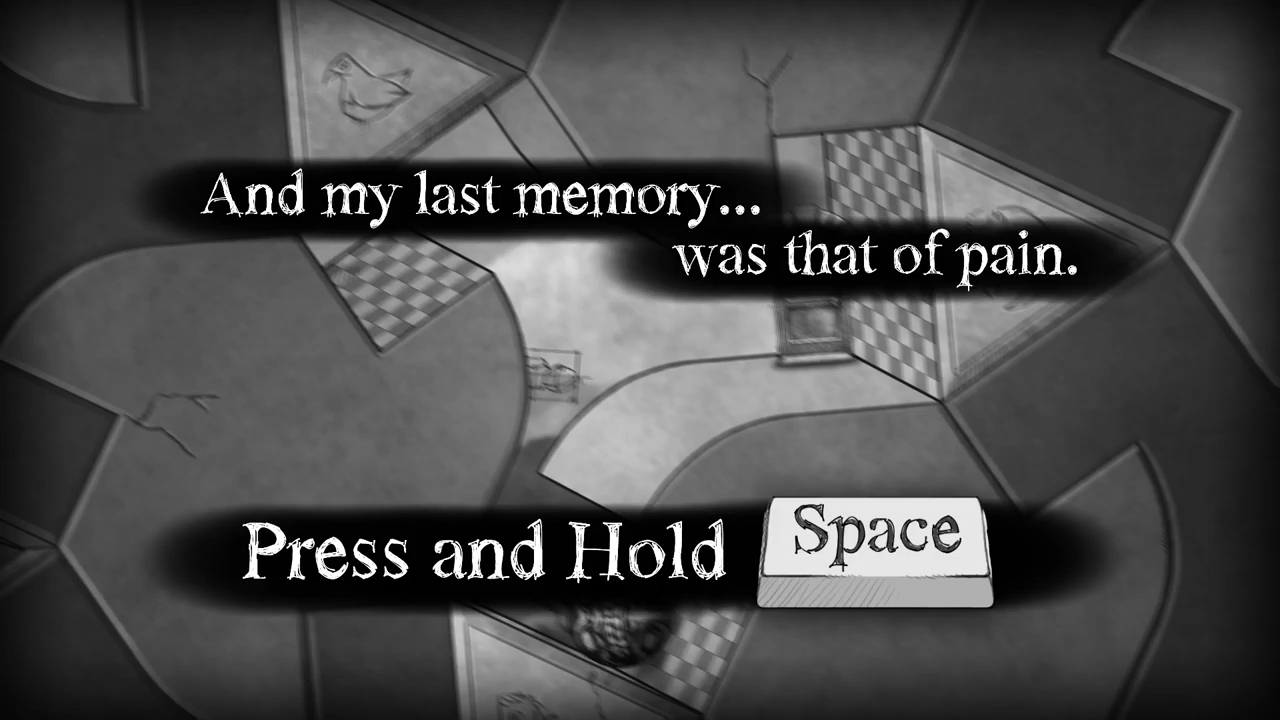 And my last memory...
was that of pain.
Press and Hold Space